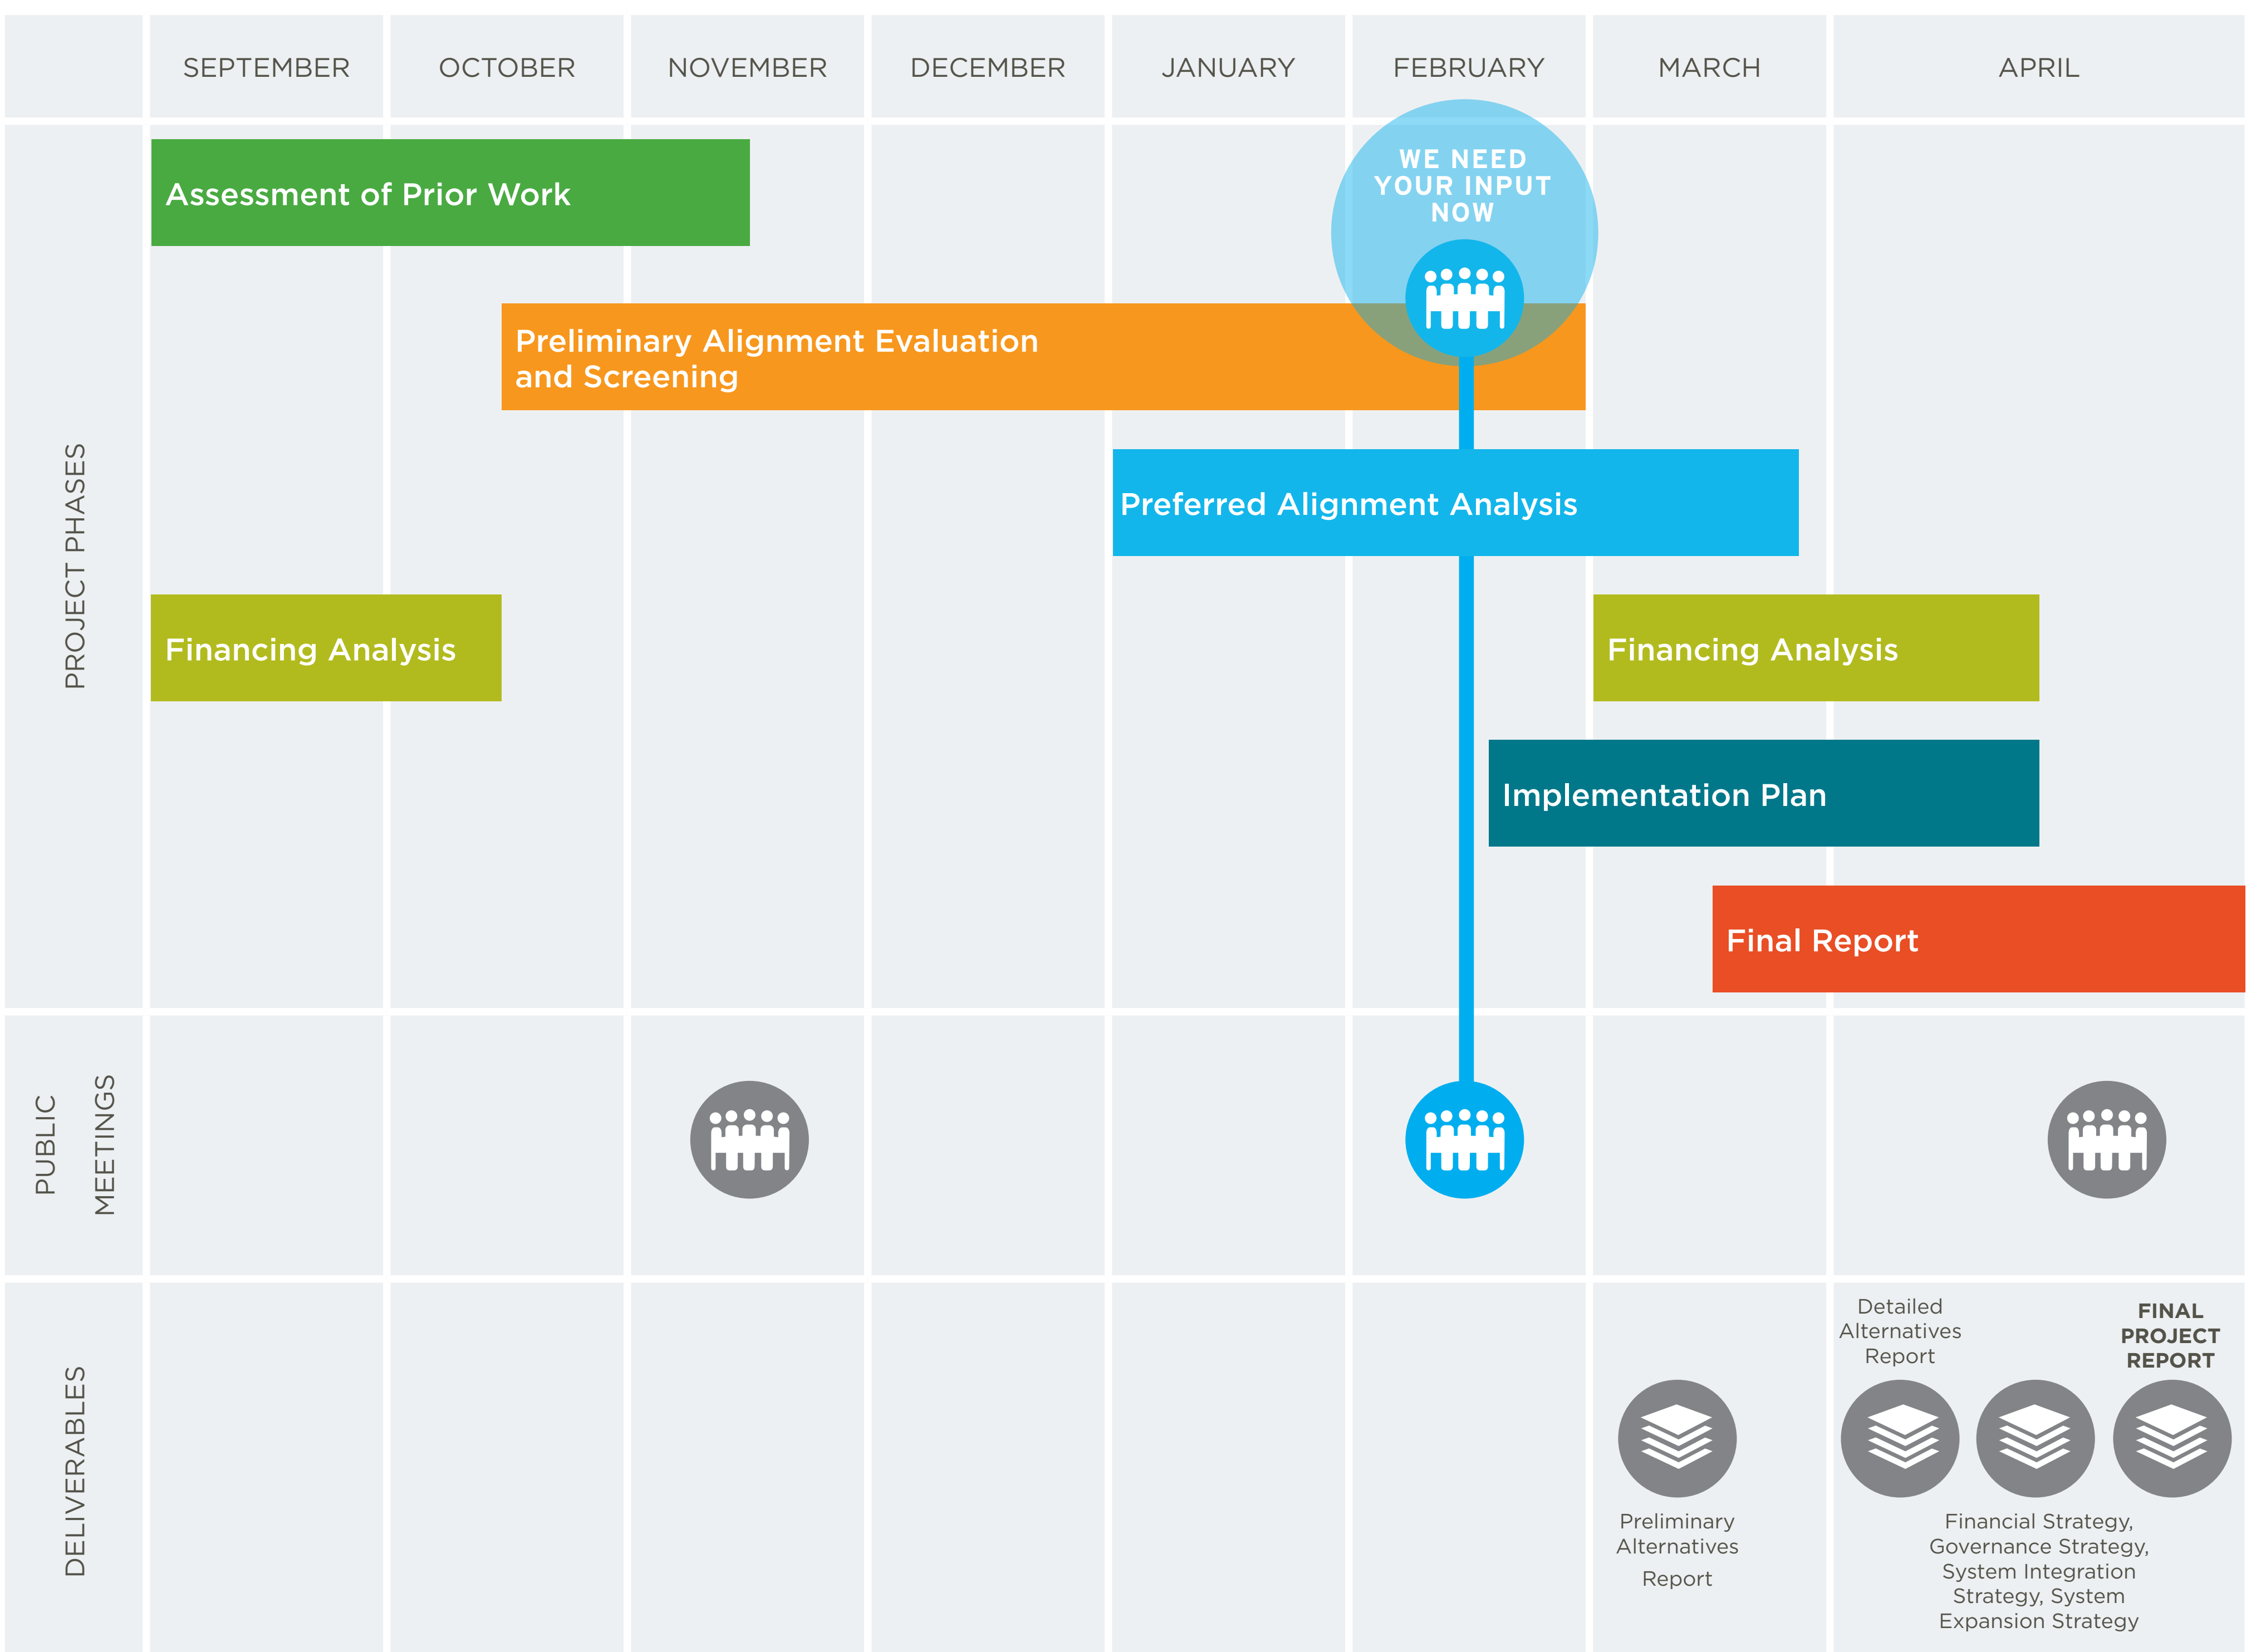 SEPTEMBER
OCTOBER
NOVEMBER
DECEMBER
JANUARY
FEBRUARY
MARCH
APRIL
PROJECT PHASES
WE NEED
YOUR INPUT
NOW
Assessment of Prior Work
Preliminary Alignment Evaluation
and Screening
Preferred Alignment Analysis
Financing Analysis
Financing Analysis
Implementation Plan
Final Report
PUBLIC
MEETINGS
DELIVERABLES
Preliminary
Alternatives
Report
Detailed
Alternatives
Report
Financial Strategy,
Governance Strategy,
System Integration
Strategy, System
Expansion Strategy
FINAL
PROJECT
REPORT